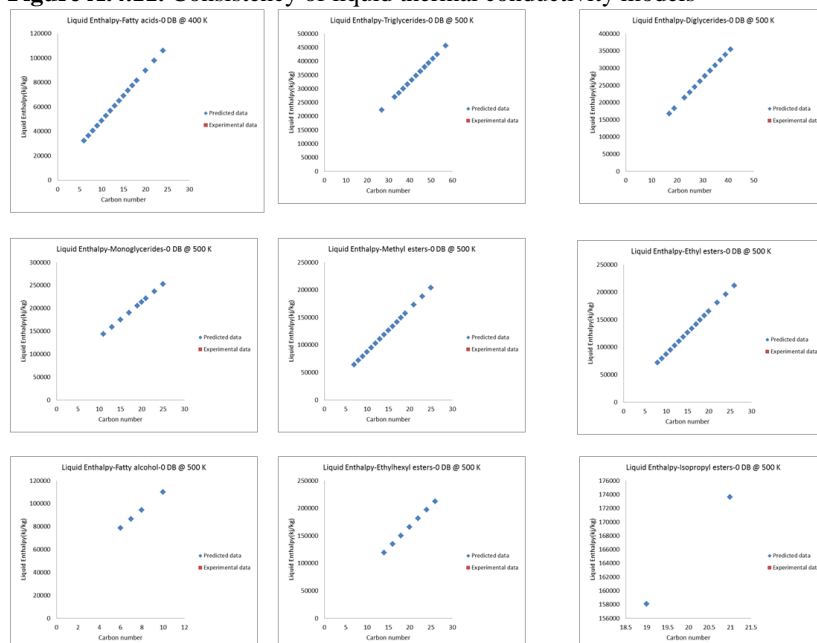 Figure A.4.11: Consistency of liquid thermal conductivity models
Liquid Enthalpy-Fatty acids-0 DB @ 400 K
Liquid Enthalpy(kj/kg)
120000
100000
80000
60000
40000
20000
0
0 5 10 15 20 25 30
Carbon number
Predicted data
Experimental data
Liquid Enthalpy-Triglycerides-0 DB @ 500 K
Liquid Enthalpy(kj/kg)
500000
450000
400000
350000
300000
250000
200000
150000
100000
50000
0
0 10 20 30 40 50 60
Carbon number
Predicted data
Experimental data
Liquid Enthalpy-Diglycerides-0 DB @ 500 K
Liquid Enthalpy(kj/kg)
400000
350000
300000
250000
200000
150000
100000
50000
0
0 10 20 30 40 50
Carbon number
Predicted data
Experimental data
Liquid Enthalpy-Monoglycerides-0 DB @ 500 K
Liquid Enthalpy(kj/kg)
300000
250000
200000
150000
100000
50000
0
0 5 10 15 20 25 30
Carbon number
Predicted data
Experimental data
Liquid Enthalpy-Methyl esters-0 DB @ 500 K
Liquid Enthalpy(kj/kg)
250000
200000
150000
100000
50000
0
0 5 10 15 20 25 30
Carbon number
Predicted data
Experimental data
Liquid Enthalpy-Ethyl esters-0 DB @ 500 K
Liquid Enthalpy(kj/kg)
250000
200000
150000
100000
50000
0
0 5 10 15 20 25 30
Carbon number
Predicted data
Experimental data
Liquid Enthalpy-Fatty alcohol-0 DB @ 500 K
Liquid Enthalpy(kj/kg)
120000
100000
80000
60000
40000
20000
0
0 2 4 6 8 10 12
Carbon number
Predicted data
Experimental data
Liquid Enthalpy-Ethylhexyl esters-0 DB @ 500 K
Liquid Enthalpy(kj/kg)
250000
200000
150000
100000
50000
0
0 5 10 15 20 25 30
Carbon number
Predicted data
Experimental data
Liquid Enthalpy-Isopropyl esters-0 DB @ 500 K
Liquid Enthalpy(kj/kg)
176000
174000
172000
170000
168000
166000
164000
162000
160000
158000
156000
18.5 19 19.5 20 20.5 21 21.5
Carbon number
Predicted data
Experimental data